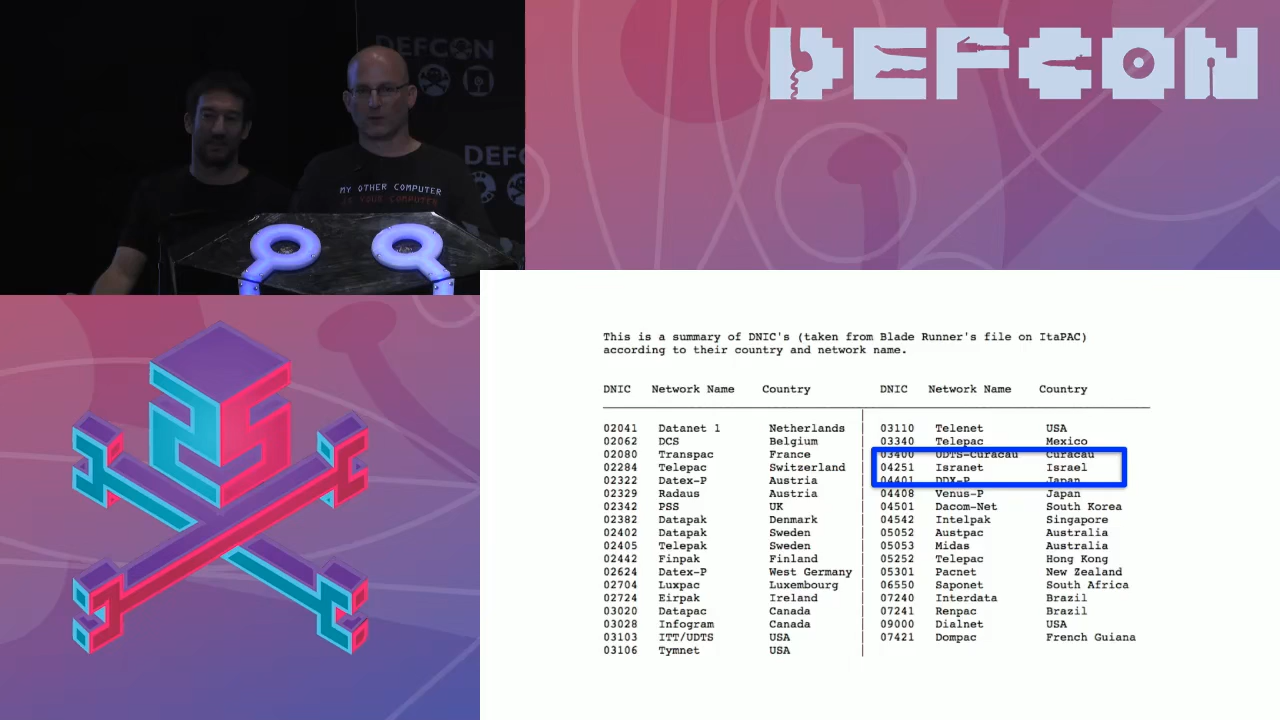 DEFCON
DEFCON
DEFC
MY OTHER COMPUTER
IS YOUR COMPUTER
This is a summary of DNIC's (taken from Blade Runner's file on ItaPAC)
according to their country and network name.
DNIC Network Name Country DNIC Network Name Country
02041 Datanet 1 Netherlands 03110 Telenet USA
02062 DCS Belgium 03340 Telepac Mexico
02080 Transpac France 03400 UDTS-Curacau Curacau
02284 Telepac Switzerland 04251 Isranet Israel
02322 Datex-P Austria 04401 DDX-P Japan
02329 Radaus Austria 04408 Venus-P Japan
02342 PSS UK 04501 Dacom-Net South Korea
02382 Datapak Denmark 04542 Intelpak Singapore
02402 Datapak Sweden 05052 Austpac Australia
02405 Telepak Sweden 05053 Midas Australia
02442 Finpak Finland 05252 Telepac Hong Kong
02624 Datex-P West Germany 05301 Pacnet New Zealand
02704 Luxpac Luxembourg 06550 Saponet South Africa
02724 Eirpak Ireland 07240 Interdata Brazil
03020 Datapac Canada 07241 Renpac Brazil
03028 Infogram Canada 09000 Dialnet USA
03103 ITT/UDTS USA 07421 Dompac French Guiana
03106 Tymnet USA